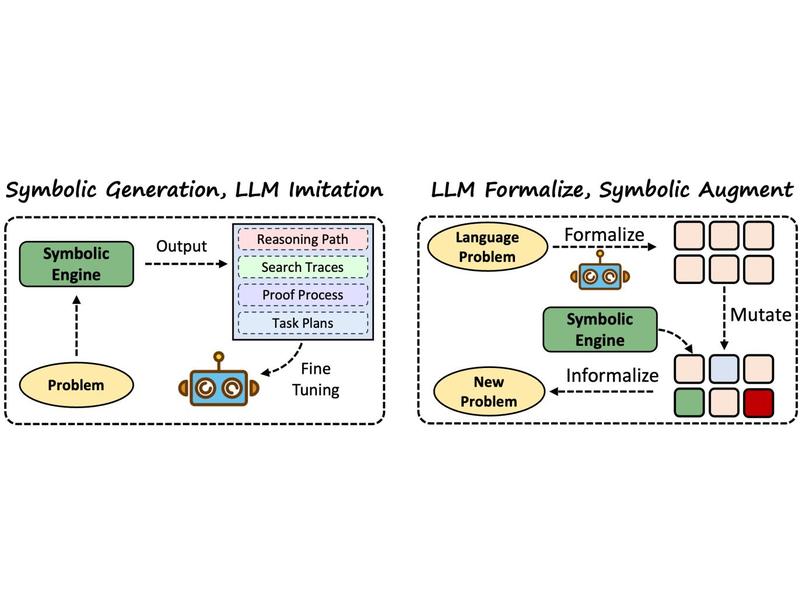 Symbolic Generation, LLM Imitation
Symbolic
Engine
Output
Reasoning Path
Search Traces
Proof Process
Task Plans
Problem
Fine
Tuning
LLM Formalize, Symbolic Augment
Language
Problem
Formalize
Mutate
Symbolic
Engine
Informalize
New
Problem